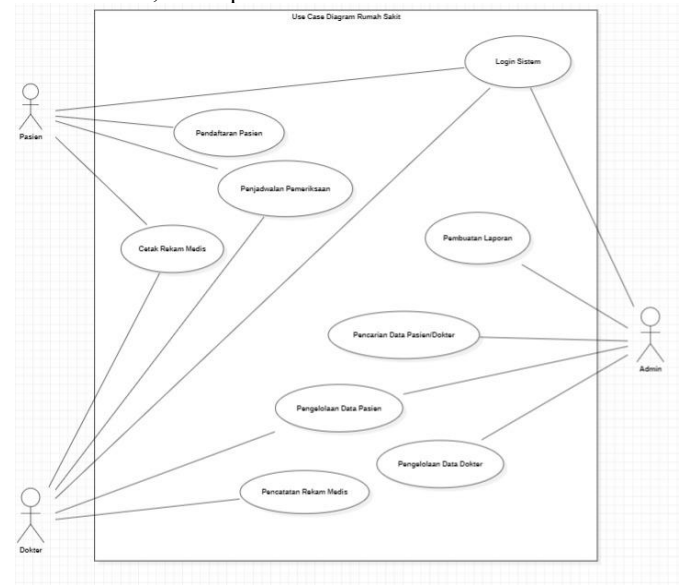 Use Case Diagram Rumah Sakit
Login Sistem
Pasien
Pendaftaran Pasien
Penjadwalan Pemeriksaan
Cetak Rekam Medis
Pembuatan Laporan
Pencarian Data Pasien/Dokter
Admin
Pengelolaan Data Pasien
Pengelolaan Data Dokter
Pencatatan Rekam Medis
Dokter